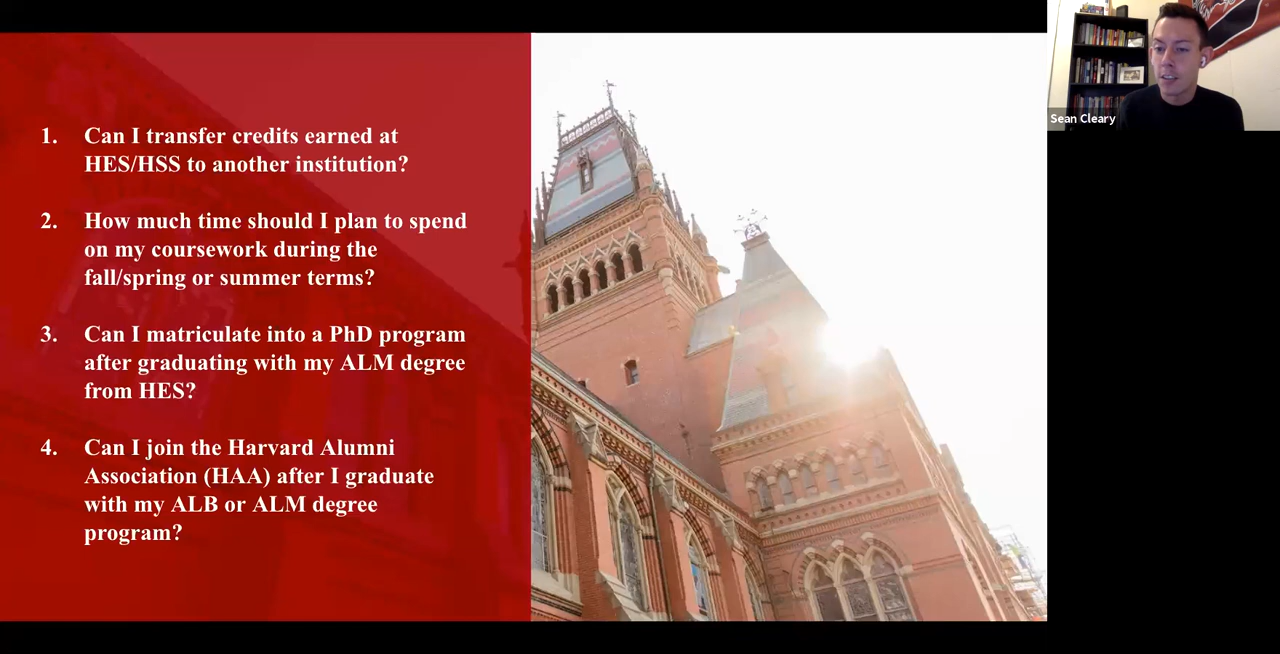 1. Can I transfer credits earned at
HES/HSS to another institution?
2. How much time should I plan to spend
on my coursework during the
fall/spring or summer terms?
3. Can I matriculate into a PhD program
after graduating with my ALM degree
from HES?
4. Can I join the Harvard Alumni
Association (HAA) after I graduate
with my ALB or ALM degree
program?
Sean Cleary